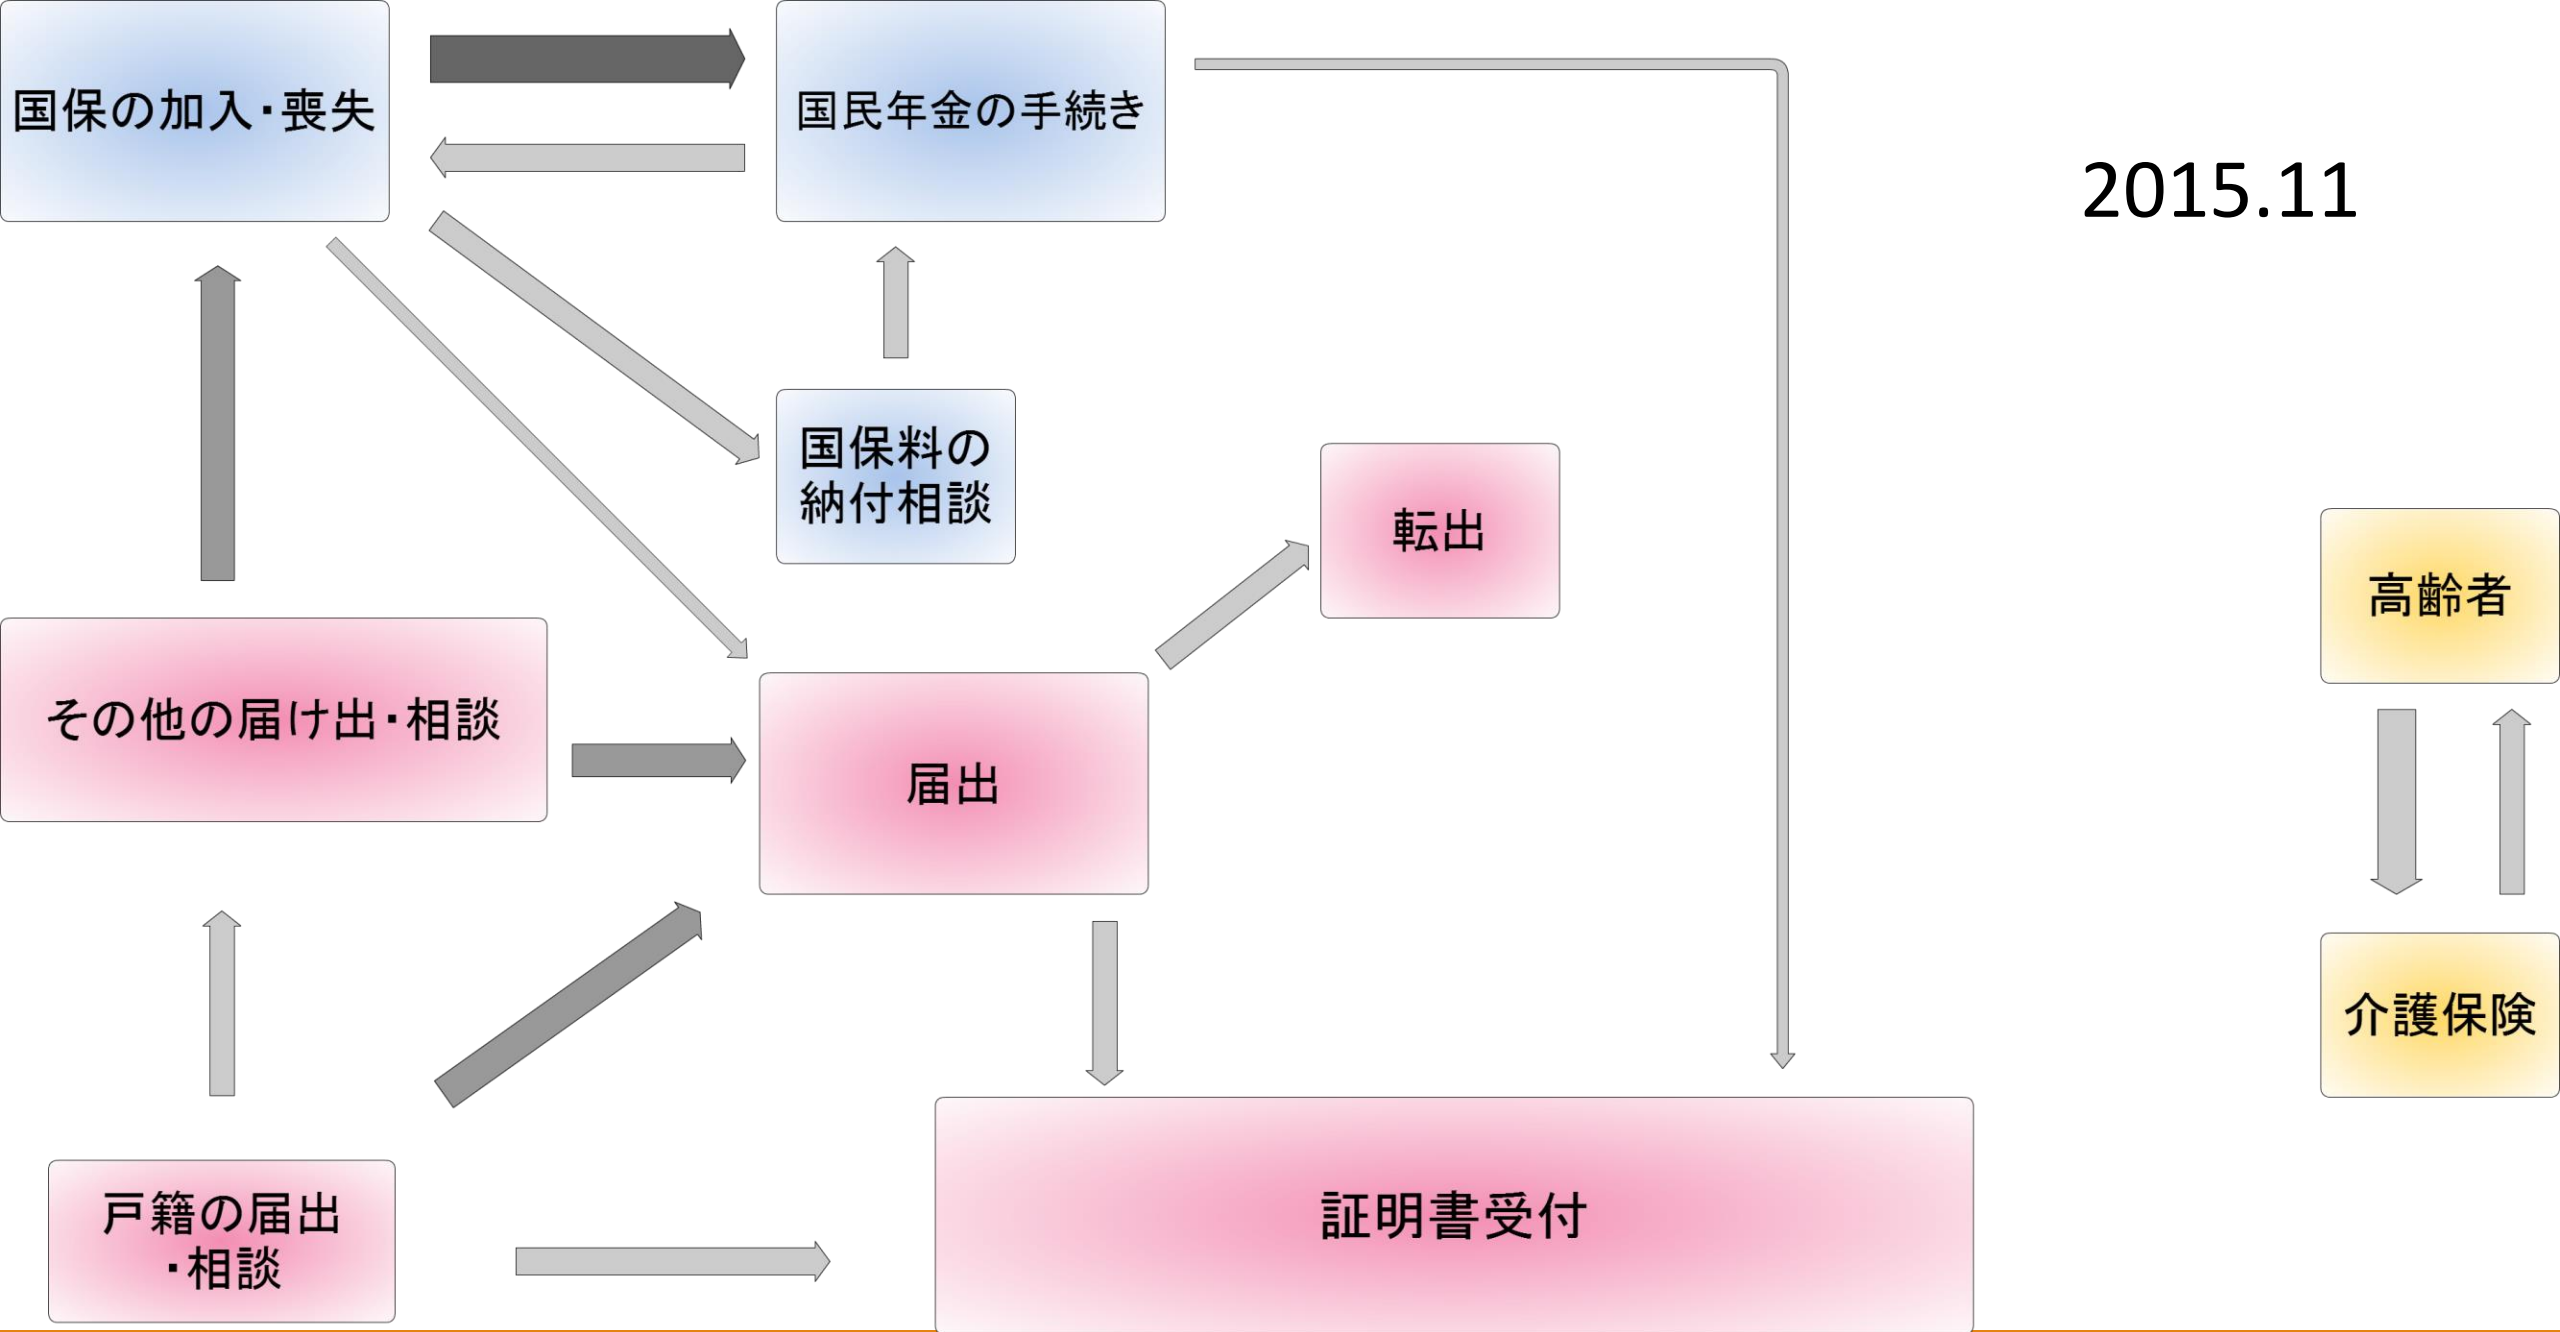 国保の加入・喪失
国民年金の手続き
2015.11
国保料の
納付相談
転出
高齢者
その他の届け出・相談
届出
介護保険
戸籍の届出
・相談
証明書受付